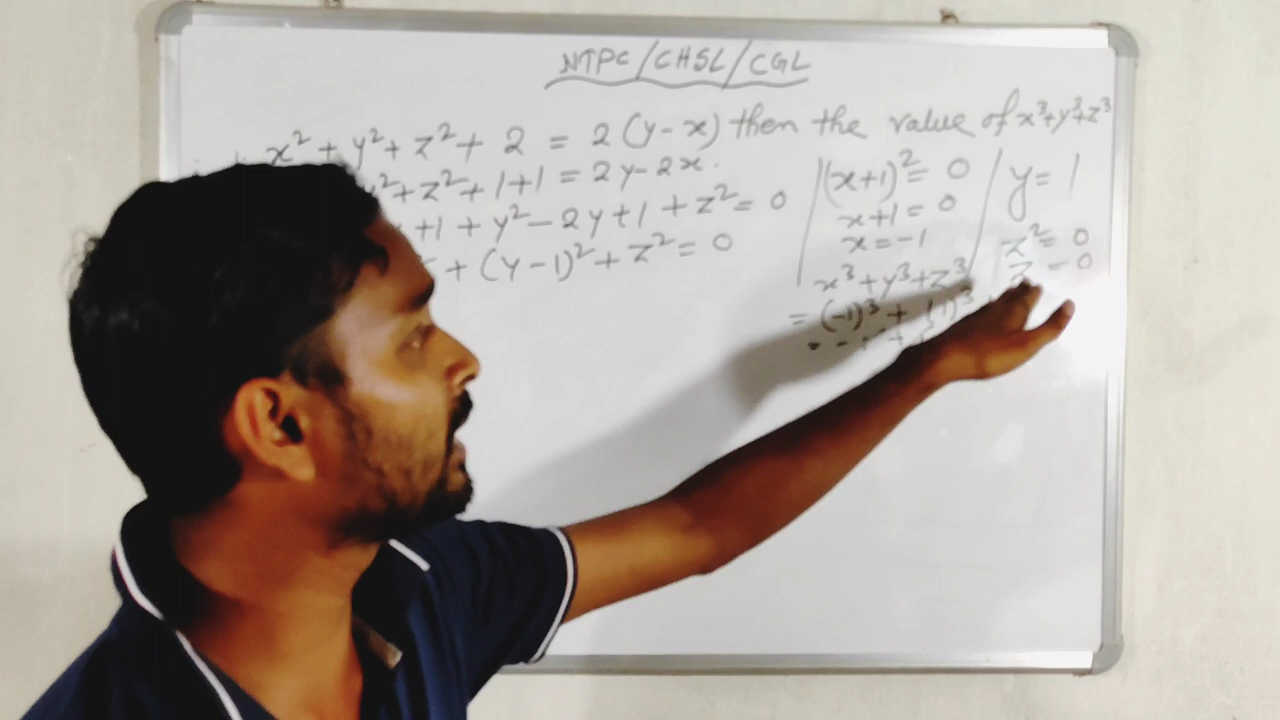 NTPC/CHSL/CGL
x²+y²+z²+2 = 2(y-x) then the value of x³+y³+z³
y²+z²+1+1 = 2y-2x.
+1+y²-2y+1+z²=0
+(y-1)²+z²=0
(x+1)²=0
x+1=0
x=-1
x³+y³+z³
=(-1)³+(1)³
y=1
z²=0
z=0